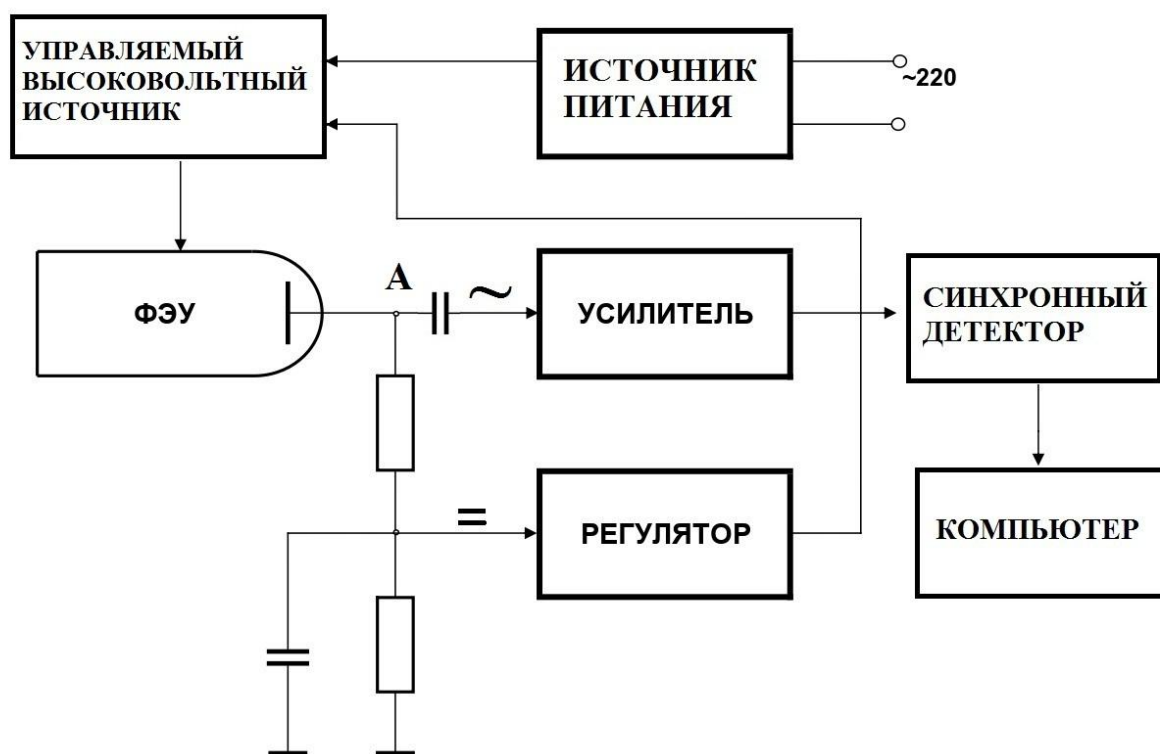 УПРАВЛЯЕМЫЙ
ВЫСОКОВОЛЬТНЫЙ
ИСТОЧНИК
ИСТОЧНИК
ПИТАНИЯ
~220
ФЭУ
А
~
УСИЛИТЕЛЬ
СИНХРОННЫЙ
ДЕТЕКТОР
=
РЕГУЛЯТОР
КОМПЬЮТЕР